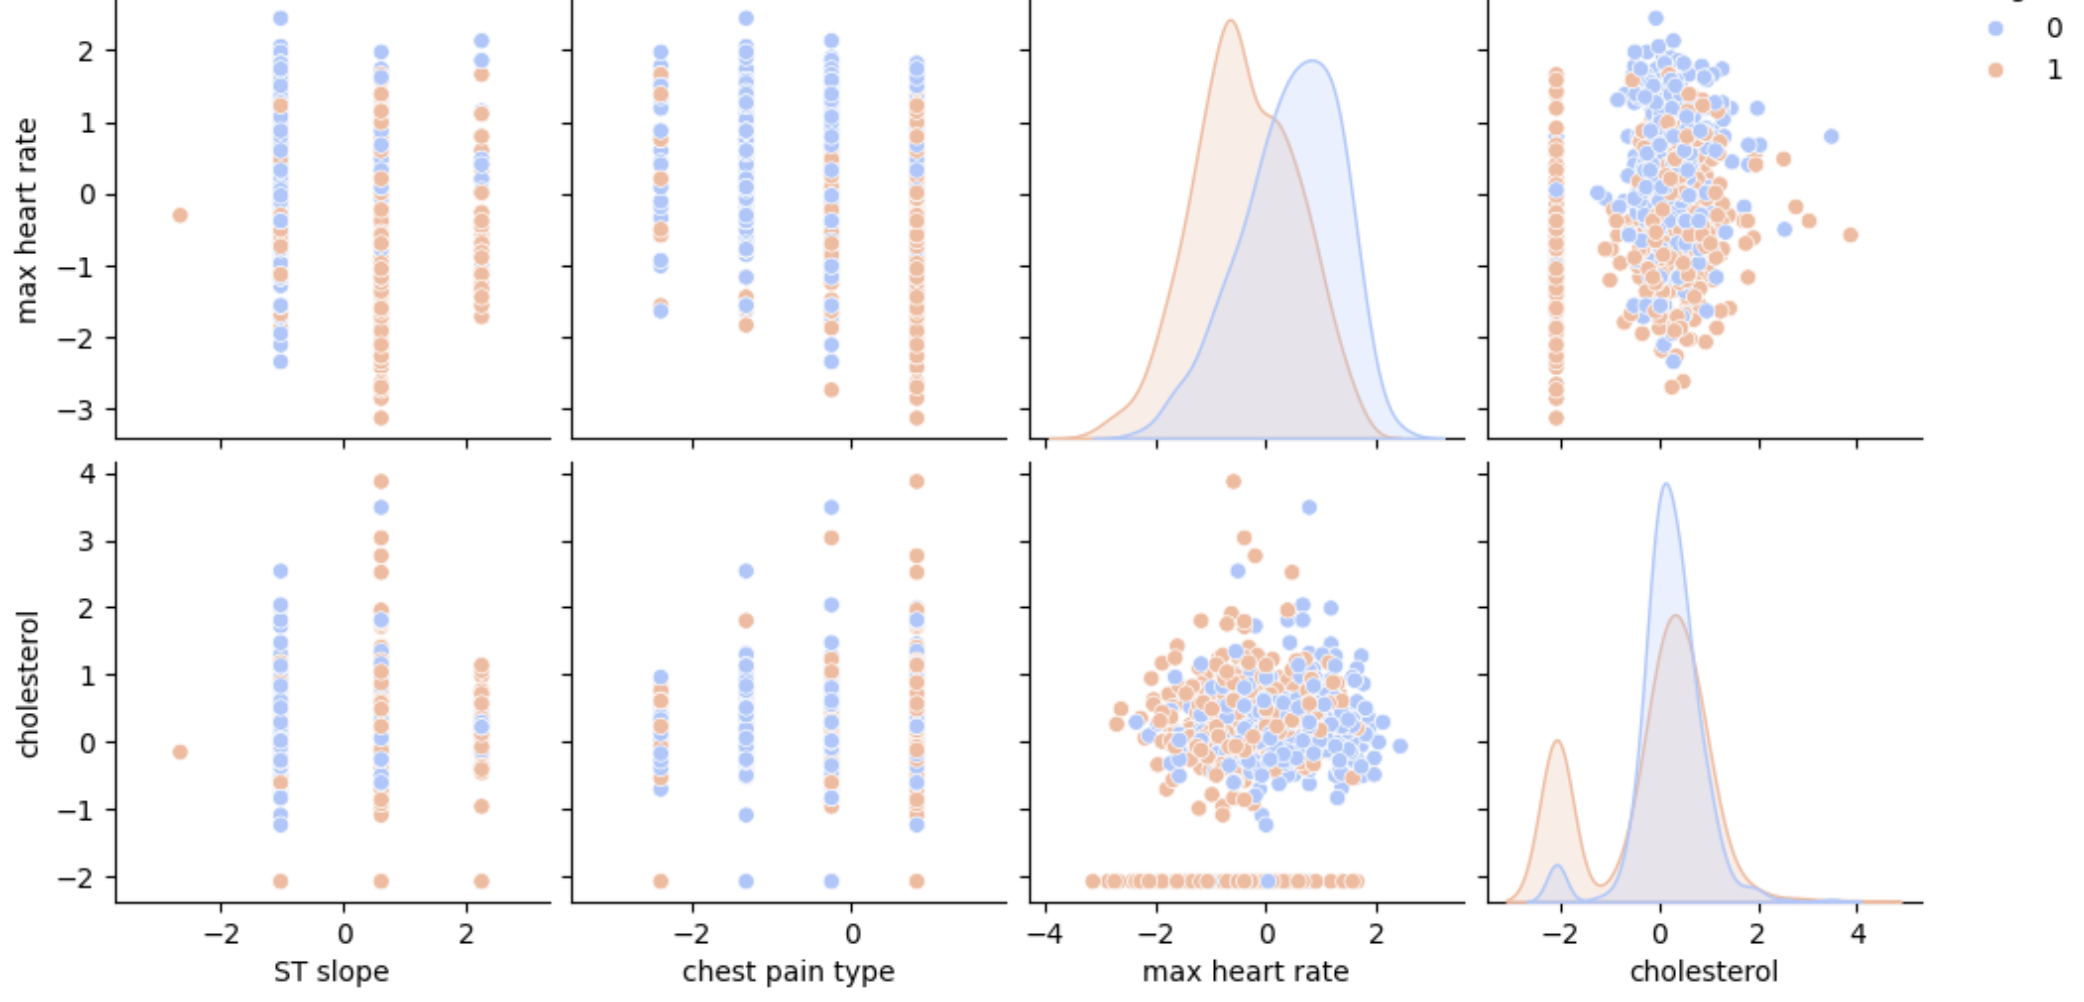 0
1
max heart rate
2
1
0
−1
−2
−3
cholesterol
4
3
2
1
0
−1
−2
−2 0 2
−2 0
−4 −2 0 2
−2 0 2 4
ST slope
chest pain type
max heart rate
cholesterol